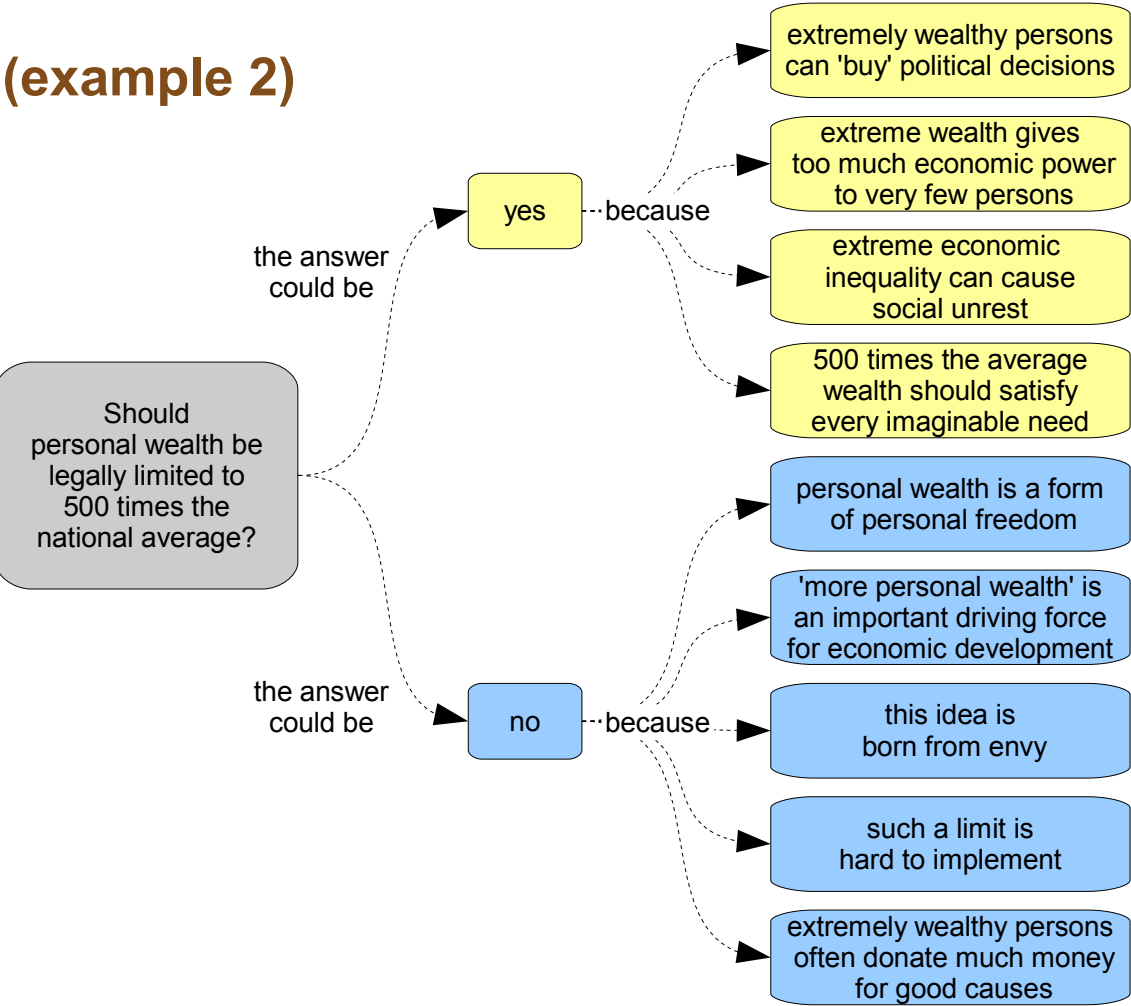 (example 2)
Should
personal wealth be
legally limited to
500 times the
national average?
the answer
could be
yes
because
extremely wealthy persons
can 'buy' political decisions
extreme wealth gives
too much economic power
to very few persons
extreme economic
inequality can cause
social unrest
500 times the average
wealth should satisfy
every imaginable need
the answer
could be
no
because
personal wealth is a form
of personal freedom
'more personal wealth' is
an important driving force
for economic development
this idea is
born from envy
such a limit is
hard to implement
extremely wealthy persons
often donate much money
for good causes